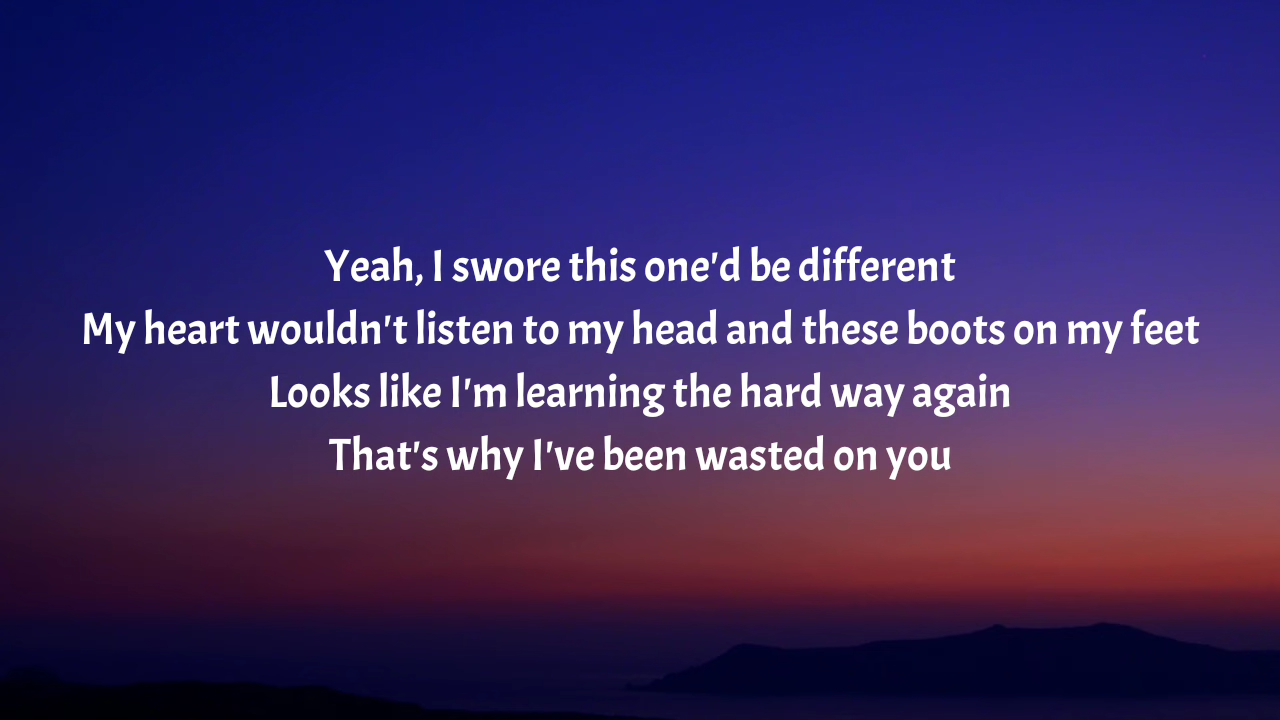 Yeah, I swore this one'd be different
My heart wouldn't listen to my head and these boots on my feet
Looks like I'm learning the hard way again
That's why I've been wasted on you